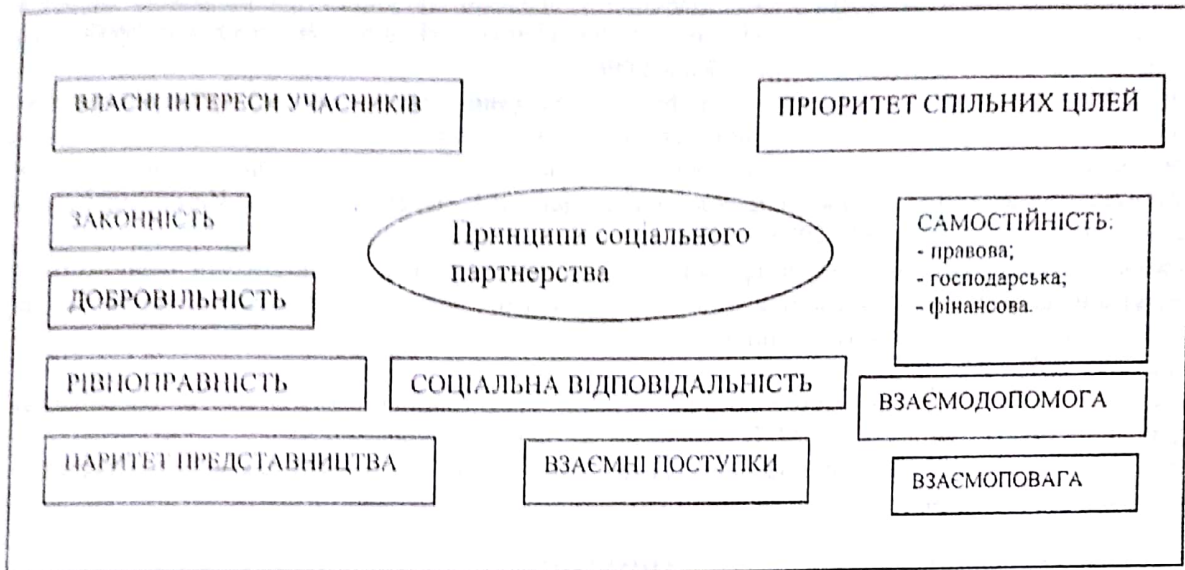 ВЛАСНІ ІНТЕРЕСИ УЧАСНИКІВ
ПРІОРИТЕТ СПІЛЬНИХ ЦІЛЕЙ
ЗАКОННІСТЬ
Принципи соціального
партнерства
САМОСТІЙНІСТЬ:
- правова;
- господарська;
- фінансова.
ДОБРОВІЛЬНІСТЬ
РІВНОПРАВНІСТЬ
СОЦІАЛЬНА ВІДПОВІДАЛЬНІСТЬ
ВЗАЄМОДОПОМОГА
ПАРИТЕТ ПРЕДСТАВНИЦТВА
ВЗАЄМНІ ПОСТУПКИ
ВЗАЄМОПОВАГА